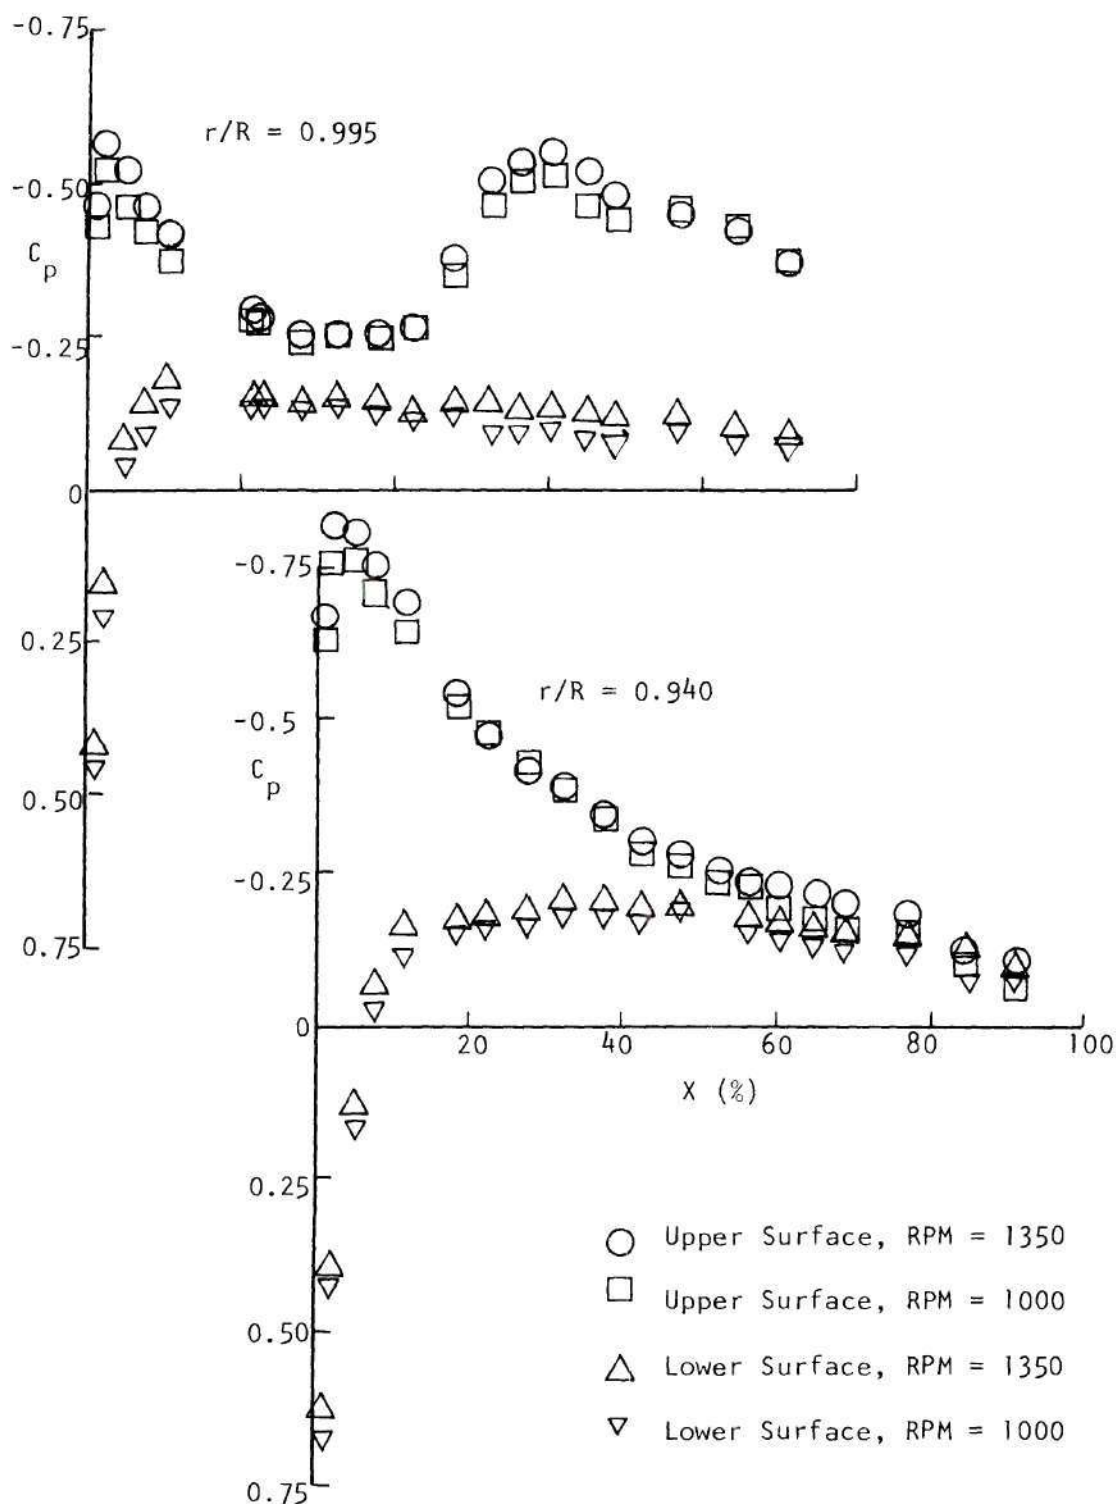 -0.75
r/R = 0.995
-0.50
C_p
-0.25
0
0.25
0.50
0.75
-0.75
r/R = 0.940
-0.5
C_p
-0.25
0
20
40
60
80
100
X (%)
0.25
0.50
0.75
Upper Surface, RPM = 1350
Upper Surface, RPM = 1000
Lower Surface, RPM = 1350
Lower Surface, RPM = 1000